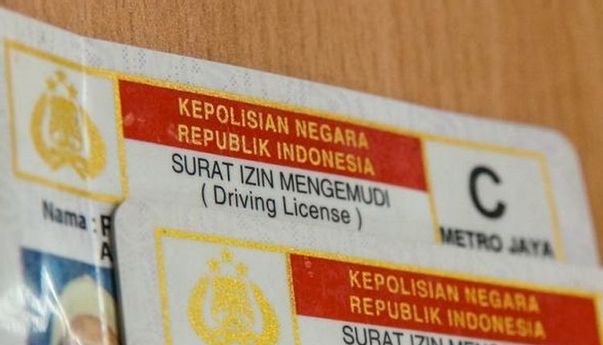 KEPOLISIAN NEGARA
REPUBLIK INDONESIA
SURAT IZIN MENGEMUDI
( Driving License )
C
METRO JAYA
Nama :
KEPOLISIAN NEGARA
REPUBLIK INDONESIA
SURAT IZIN MENGEMUDI